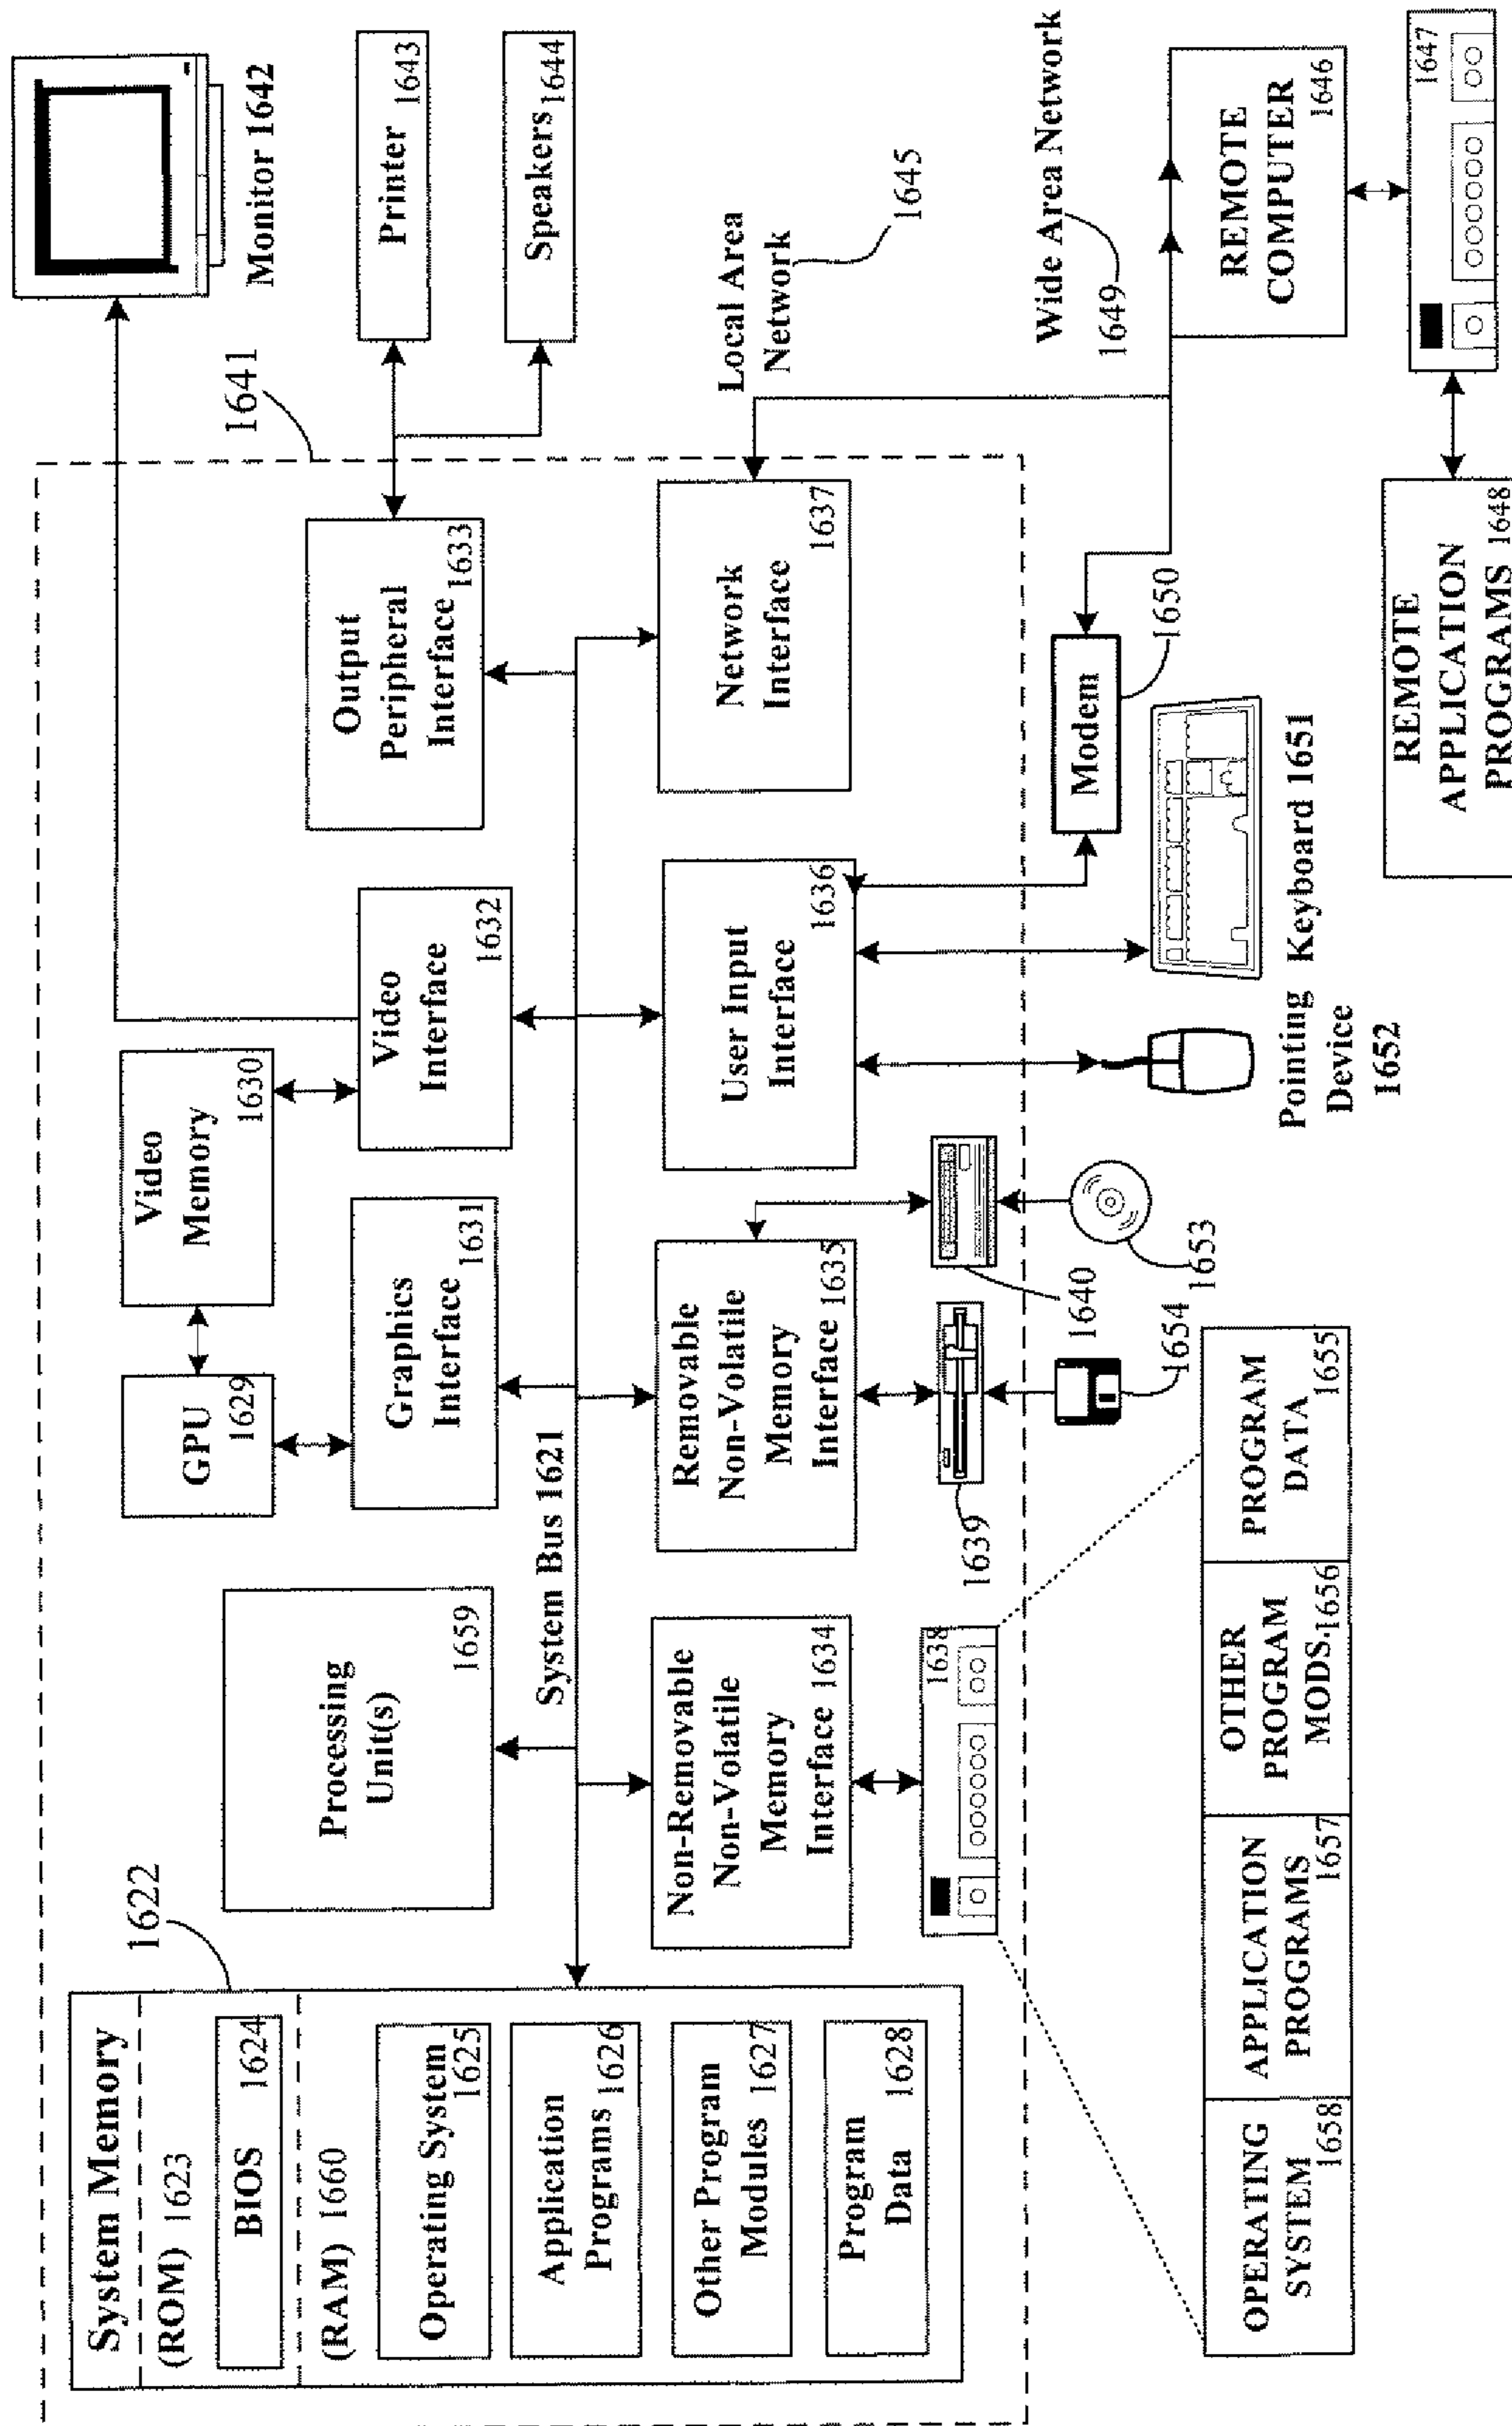 System Memory
(ROM) 1623
BIOS 1624
(RAM) 1660
Operating System
1625
Application
Programs 1626
Other Program
Modules 1627
Program
Data 1628
1622
Processing
Unit(s)
1659
System Bus 1621
GPU
1629
Video
Memory
1630
Graphics
Interface
1631
Video
Interface
1632
Output
Peripheral
Interface 1633
1641
Monitor 1642
Printer
1643
Speakers 1644
Non-Removable
Non-Volatile
Memory
Interface 1634
Removable
Non-Volatile
Memory
Interface 1635
User Input
Interface
1636
Network
Interface
1637
Local Area
Network
1645
1638
1639
1640
1653
1654
Modem
1650
Wide Area Network
1649
REMOTE
COMPUTER
1646
1647
Pointing
Device
1652
Keyboard 1651
OPERATING
SYSTEM
1658
APPLICATION
PROGRAMS
1657
OTHER
PROGRAM
MODS. 1656
PROGRAM
DATA
1655
REMOTE
APPLICATION
PROGRAMS 1648